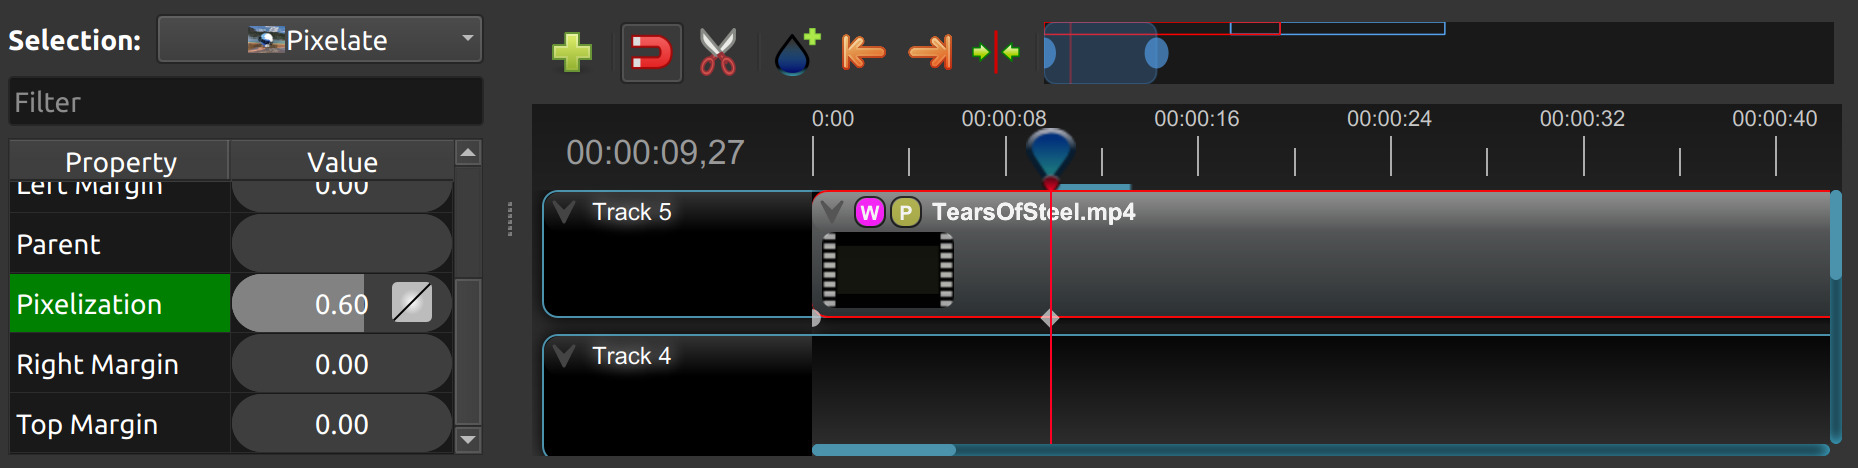 Selection: Pixelate
Filter
Property Value
Left Margin 0.00
Parent
Pixelization 0.60
Right Margin 0.00
Top Margin 0.00
00:00:09,27
0:00 00:00:08 00:00:16 00:00:24 00:00:32 00:00:40
Track 5 W P TearsOfSteel.mp4
Track 4